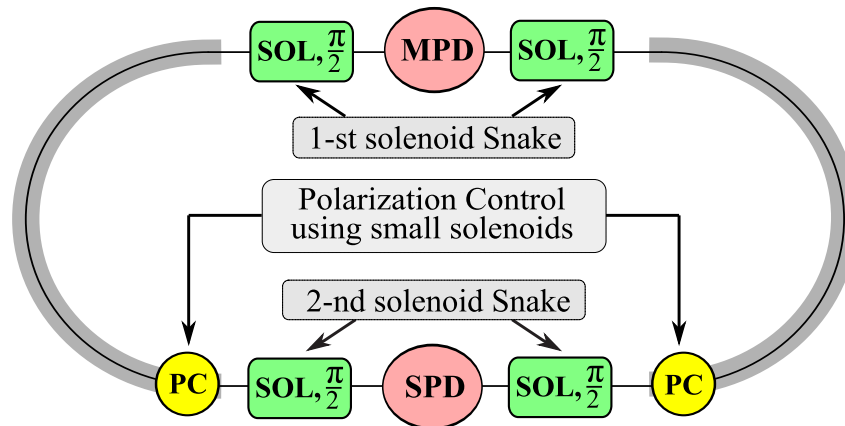 SOL, π/2
MPD
SOL, π/2
1-st solenoid Snake
Polarization Control
using small solenoids
2-nd solenoid Snake
PC
SOL, π/2
SPD
SOL, π/2
PC